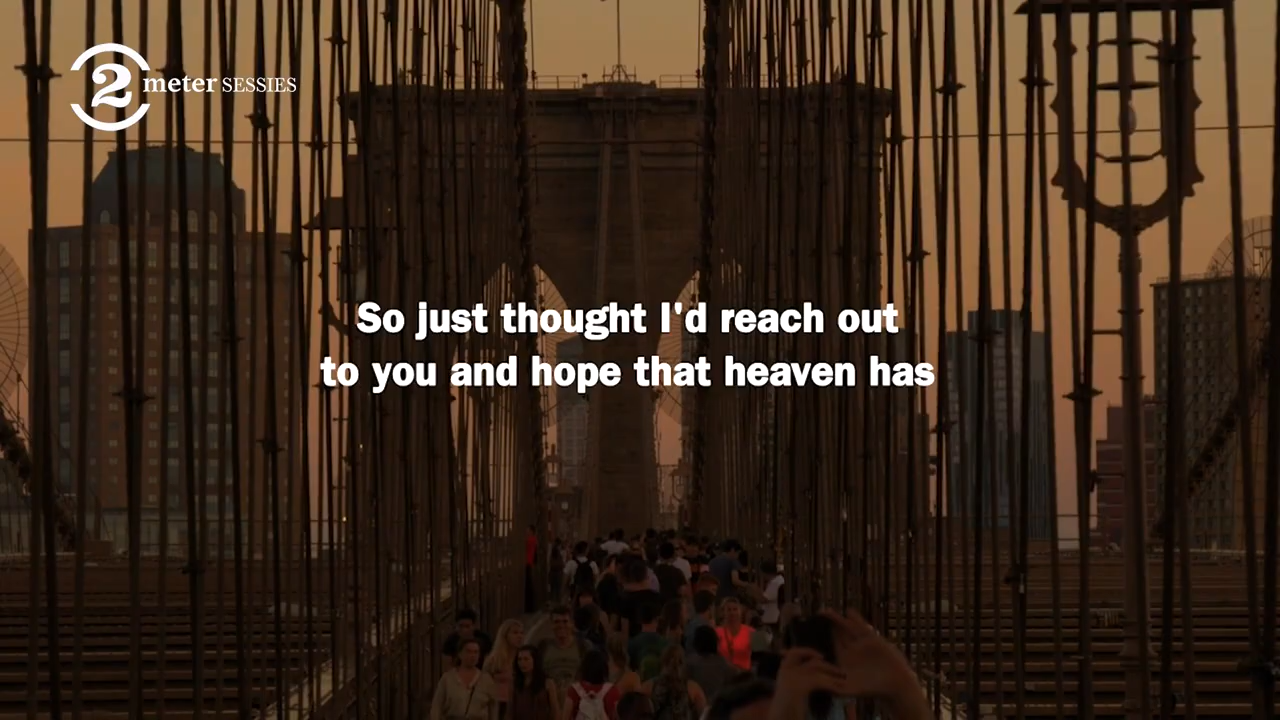 2 meter SESSIES
So just thought I'd reach out
to you and hope that heaven has